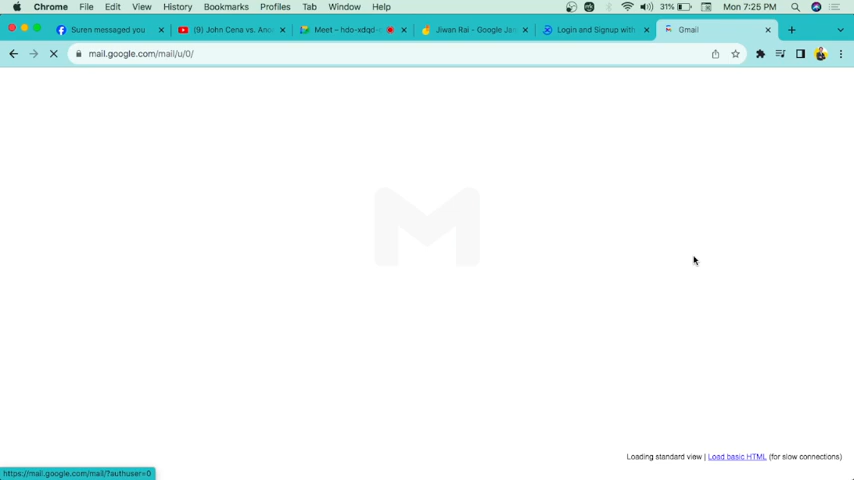 Chrome File Edit View History Bookmarks Profiles Tab Window Help 31% Mon 7:25 PM
Suren messaged you (9) John Cena vs. Ano Meet – hdo-xdqd- Jiwan Rai - Google Ja Login and Signup with Gmail
mail.google.com/mail/u/0/
Loading standard view | Load basic HTML (for slow connections)
https://mail.google.com/mail/?authuser=0